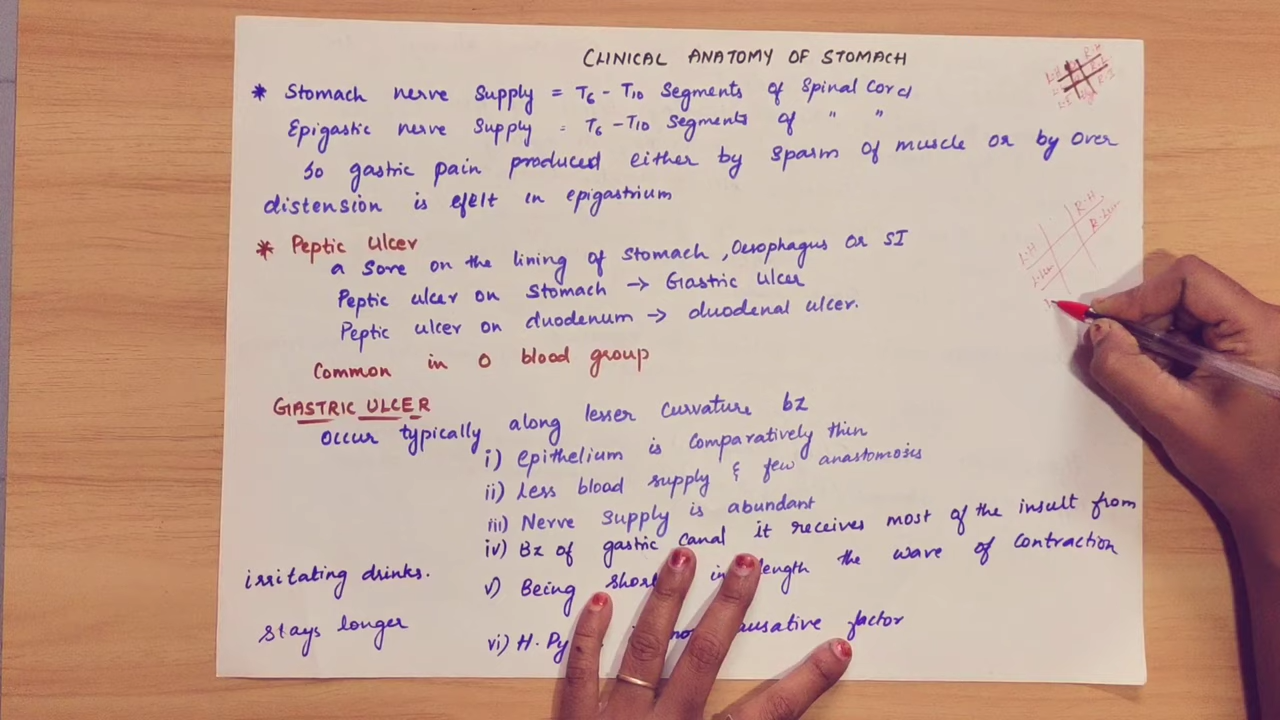 CLINICAL ANATOMY OF STOMACH
* Stomach nerve supply = T6 - T10 segments of spinal cord
Epigastic nerve supply = T6 - T10 segments of " "
So gastric pain produced either by spasm of muscle or by over
distension is felt in epigastrium
* Peptic ulcer
a sore on the lining of stomach, Oesophagus or SI
Peptic ulcer on stomach → Gastric ulcer
Peptic ulcer on duodenum → duodenal ulcer.
Common in O blood group
GASTRIC ULCER
occur typically along lesser curvature bz
i) epithelium is comparatively thin
ii) Less blood supply & few anastomosis
iii) Nerve supply is abundant
iv) Bz of gastric canal it receives most of the insult from
irritating drinks.
v) Being short in length the wave of contraction
stays longer
vi) H. Py causative factor
R.H
L.H